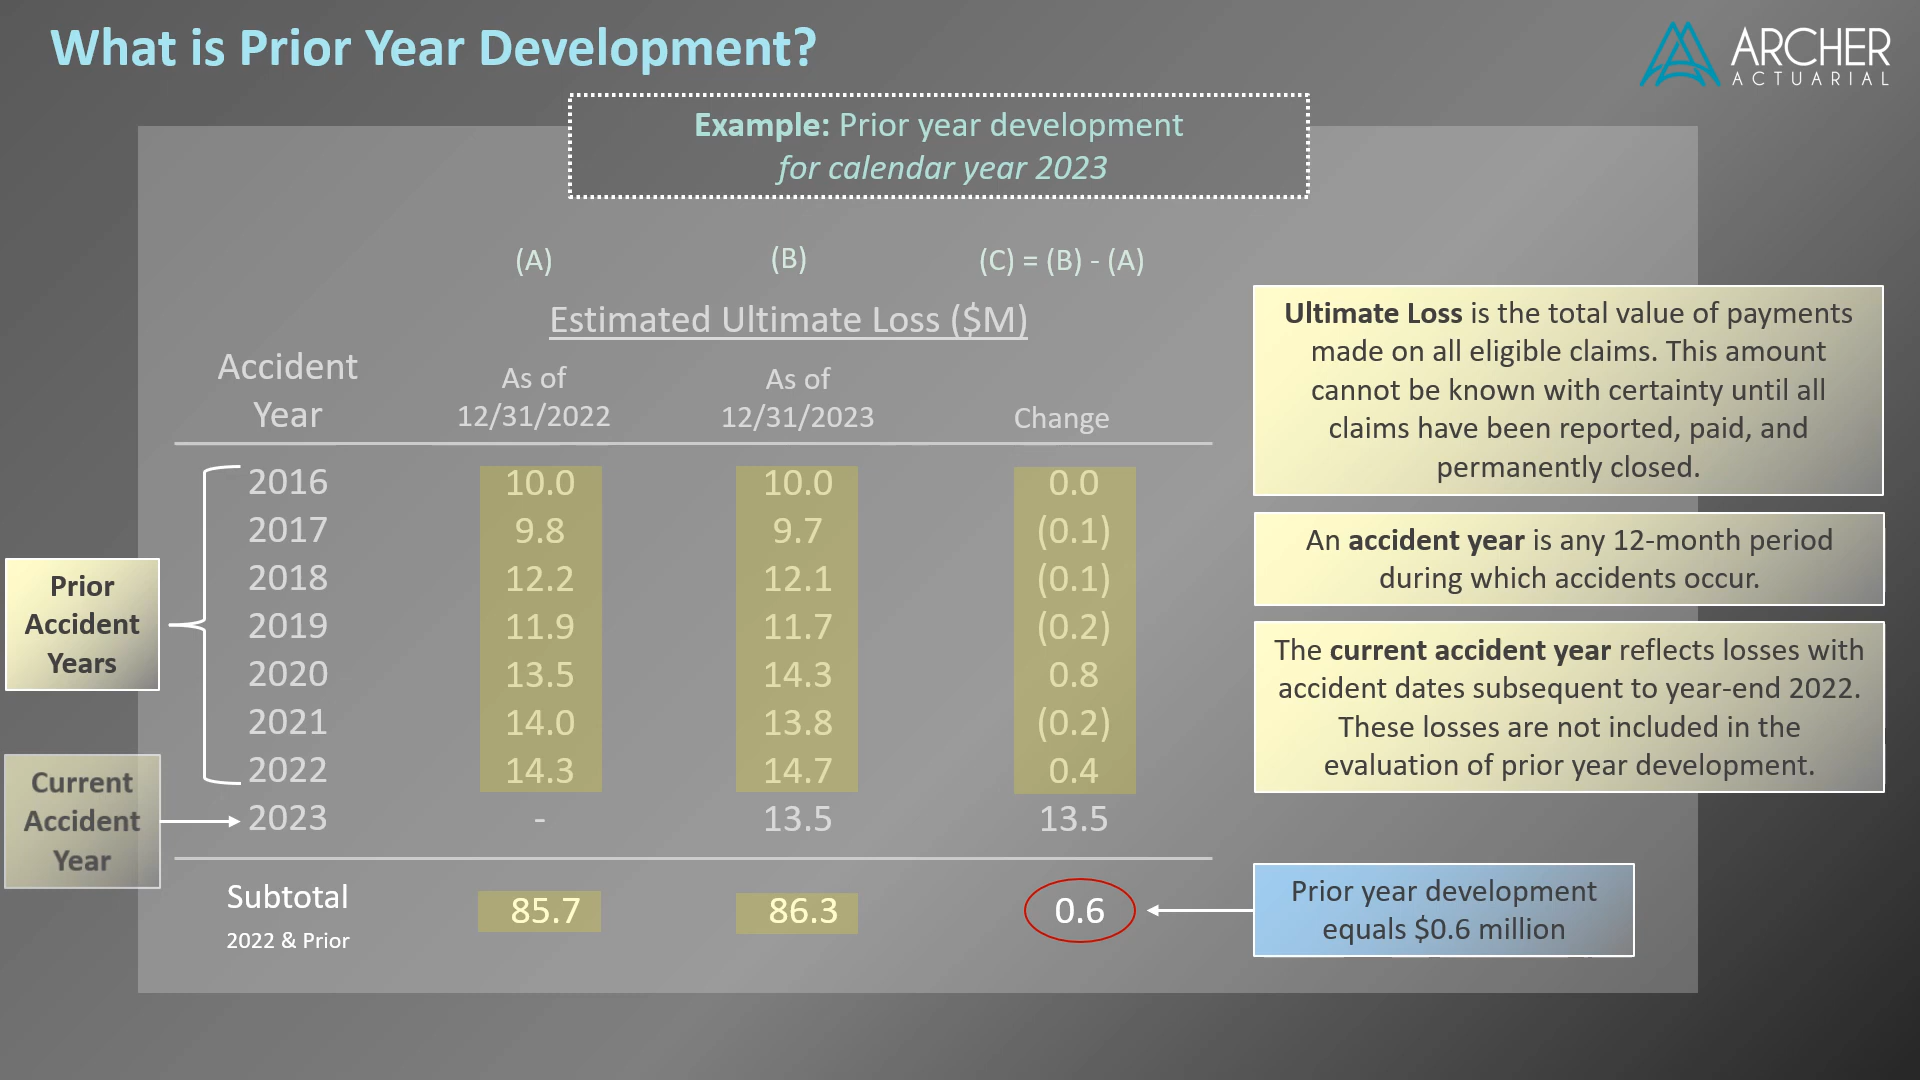 What is Prior Year Development?
ARCHER
ACTUARIAL
Example: Prior year development
for calendar year 2023
(A) (B) (C) = (B) - (A)
Estimated Ultimate Loss ($M)
Accident
Year
As of
12/31/2022
As of
12/31/2023
Change
2016 10.0 10.0 0.0
2017 9.8 9.7 (0.1)
2018 12.2 12.1 (0.1)
2019 11.9 11.7 (0.2)
2020 13.5 14.3 0.8
2021 14.0 13.8 (0.2)
2022 14.3 14.7 0.4
2023 - 13.5 13.5
Subtotal 85.7 86.3 0.6
2022 & Prior
Prior
Accident
Years
Current
Accident
Year
Ultimate Loss is the total value of payments
made on all eligible claims. This amount
cannot be known with certainty until all
claims have been reported, paid, and
permanently closed.
An accident year is any 12-month period
during which accidents occur.
The current accident year reflects losses with
accident dates subsequent to year-end 2022.
These losses are not included in the
evaluation of prior year development.
Prior year development
equals $0.6 million